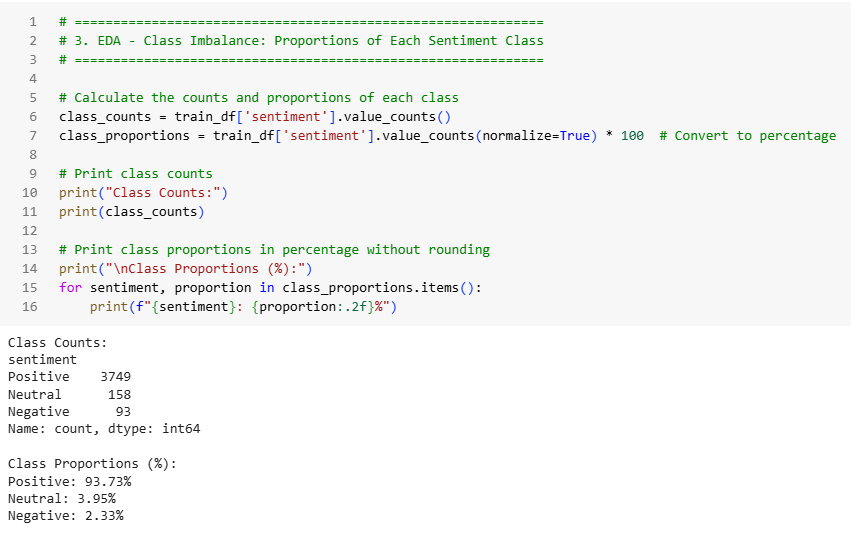 1 # =============================================================
2 # 3. EDA - Class Imbalance: Proportions of Each Sentiment Class
3 # =============================================================
4
5 # Calculate the counts and proportions of each class
6 class_counts = train_df['sentiment'].value_counts()
7 class_proportions = train_df['sentiment'].value_counts(normalize=True) * 100  # Convert to percentage
8
9 # Print class counts
10 print("Class Counts:")
11 print(class_counts)
12
13 # Print class proportions in percentage without rounding
14 print("\nClass Proportions (%):")
15 for sentiment, proportion in class_proportions.items():
16     print(f"{sentiment}: {proportion:.2f}%")
Class Counts:
sentiment
Positive    3749
Neutral      158
Negative      93
Name: count, dtype: int64
Class Proportions (%):
Positive: 93.73%
Neutral: 3.95%
Negative: 2.33%